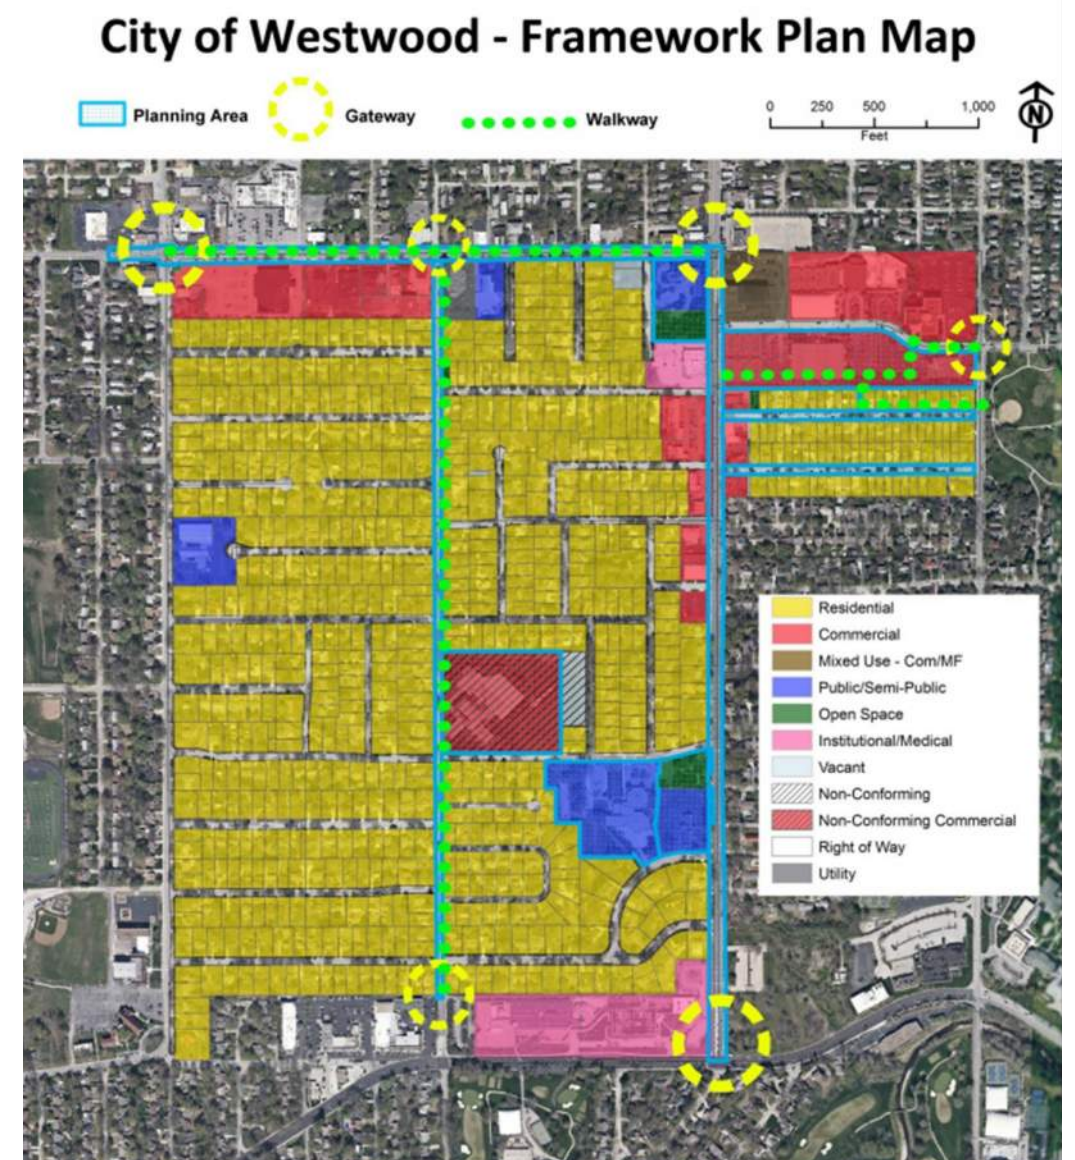 City of Westwood - Framework Plan Map
Planning Area
Gateway
Walkway
0 250 500 1,000
Feet
N
Residential
Commercial
Mixed Use - Com/MF
Public/Semi-Public
Open Space
Institutional/Medical
Vacant
Non-Conforming
Non-Conforming Commercial
Right of Way
Utility